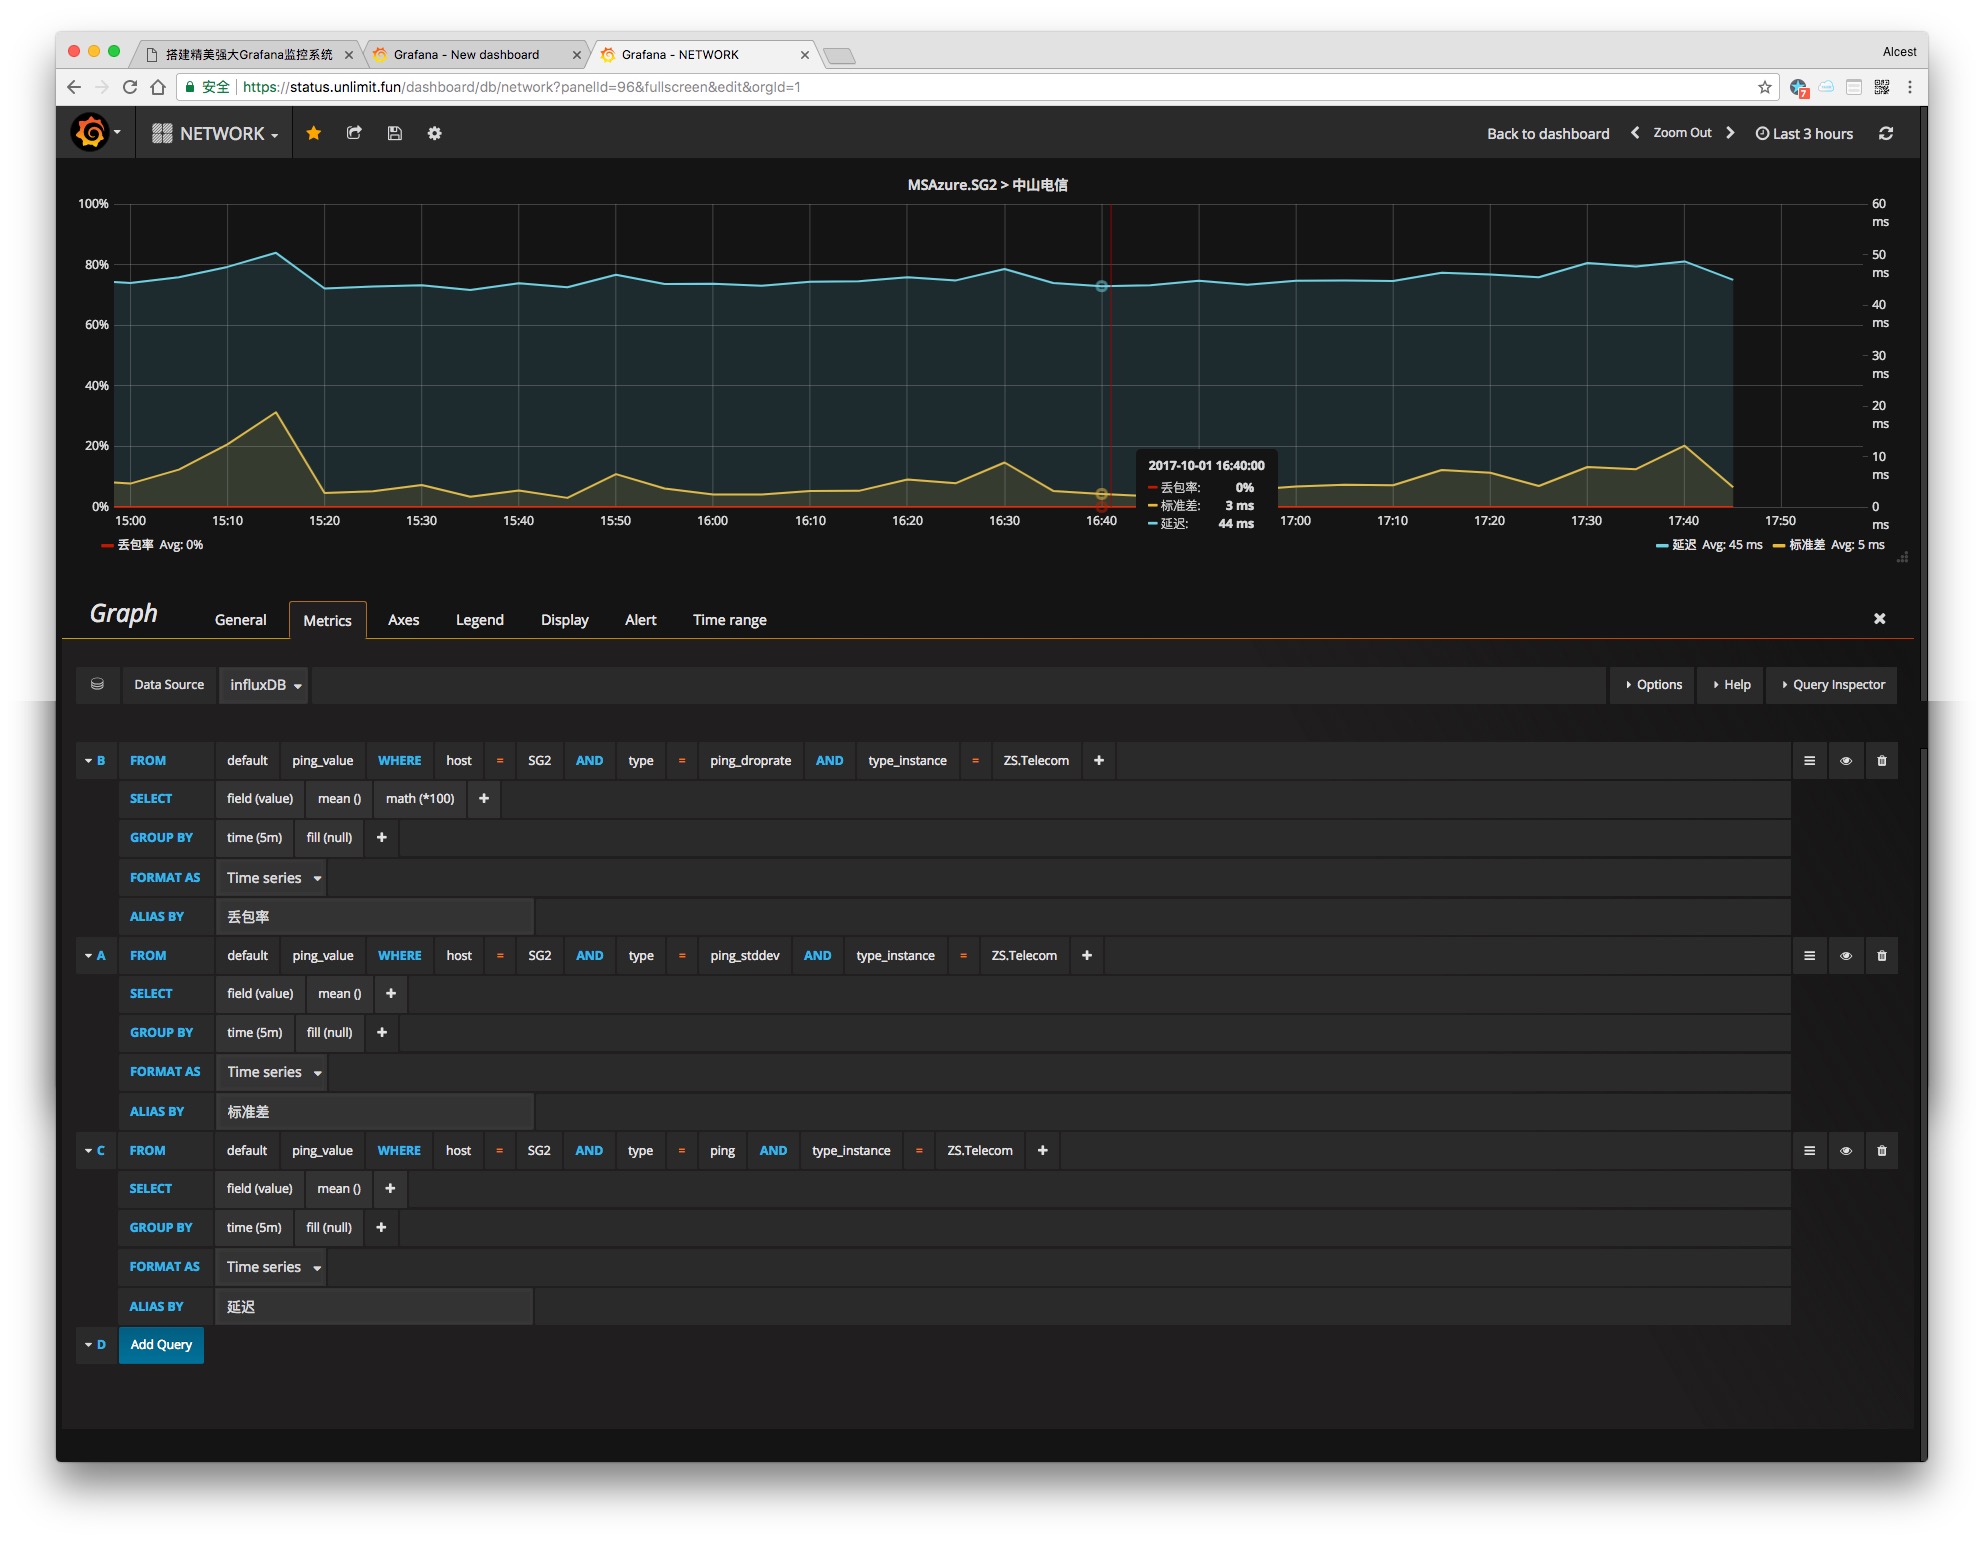 搭建精美强大Grafana监控系统 Grafana - New dashboard Grafana - NETWORK Alcest
安全 https://status.unlimit.fun/dashboard/db/network?panelId=96&fullscreen&edit&orgId=1 7
NETWORK Back to dashboard Zoom Out Last 3 hours
MSAzure.SG2 > 中山电信
100% 60 ms
80% 50 ms
60% 40 ms
40% 30 ms
20% 20 ms
10 ms
0% 0 ms
2017-10-01 16:40:00
丢包率: 0%
标准差: 3 ms
延迟: 44 ms
15:00 15:10 15:20 15:30 15:40 15:50 16:00 16:10 16:20 16:30 16:40 17:00 17:10 17:20 17:30 17:40 17:50
丢包率 Avg: 0% 延迟 Avg: 45 ms 标准差 Avg: 5 ms
Graph General Metrics Axes Legend Display Alert Time range
Data Source influxDB Options Help Query Inspector
B FROM default ping_value WHERE host = SG2 AND type = ping_droprate AND type_instance = ZS.Telecom +
SELECT field (value) mean () math (*100) +
GROUP BY time (5m) fill (null) +
FORMAT AS Time series
ALIAS BY 丢包率
A FROM default ping_value WHERE host = SG2 AND type = ping_stddev AND type_instance = ZS.Telecom +
SELECT field (value) mean () +
GROUP BY time (5m) fill (null) +
FORMAT AS Time series
ALIAS BY 标准差
C FROM default ping_value WHERE host = SG2 AND type = ping AND type_instance = ZS.Telecom +
SELECT field (value) mean () +
GROUP BY time (5m) fill (null) +
FORMAT AS Time series
ALIAS BY 延迟
D Add Query